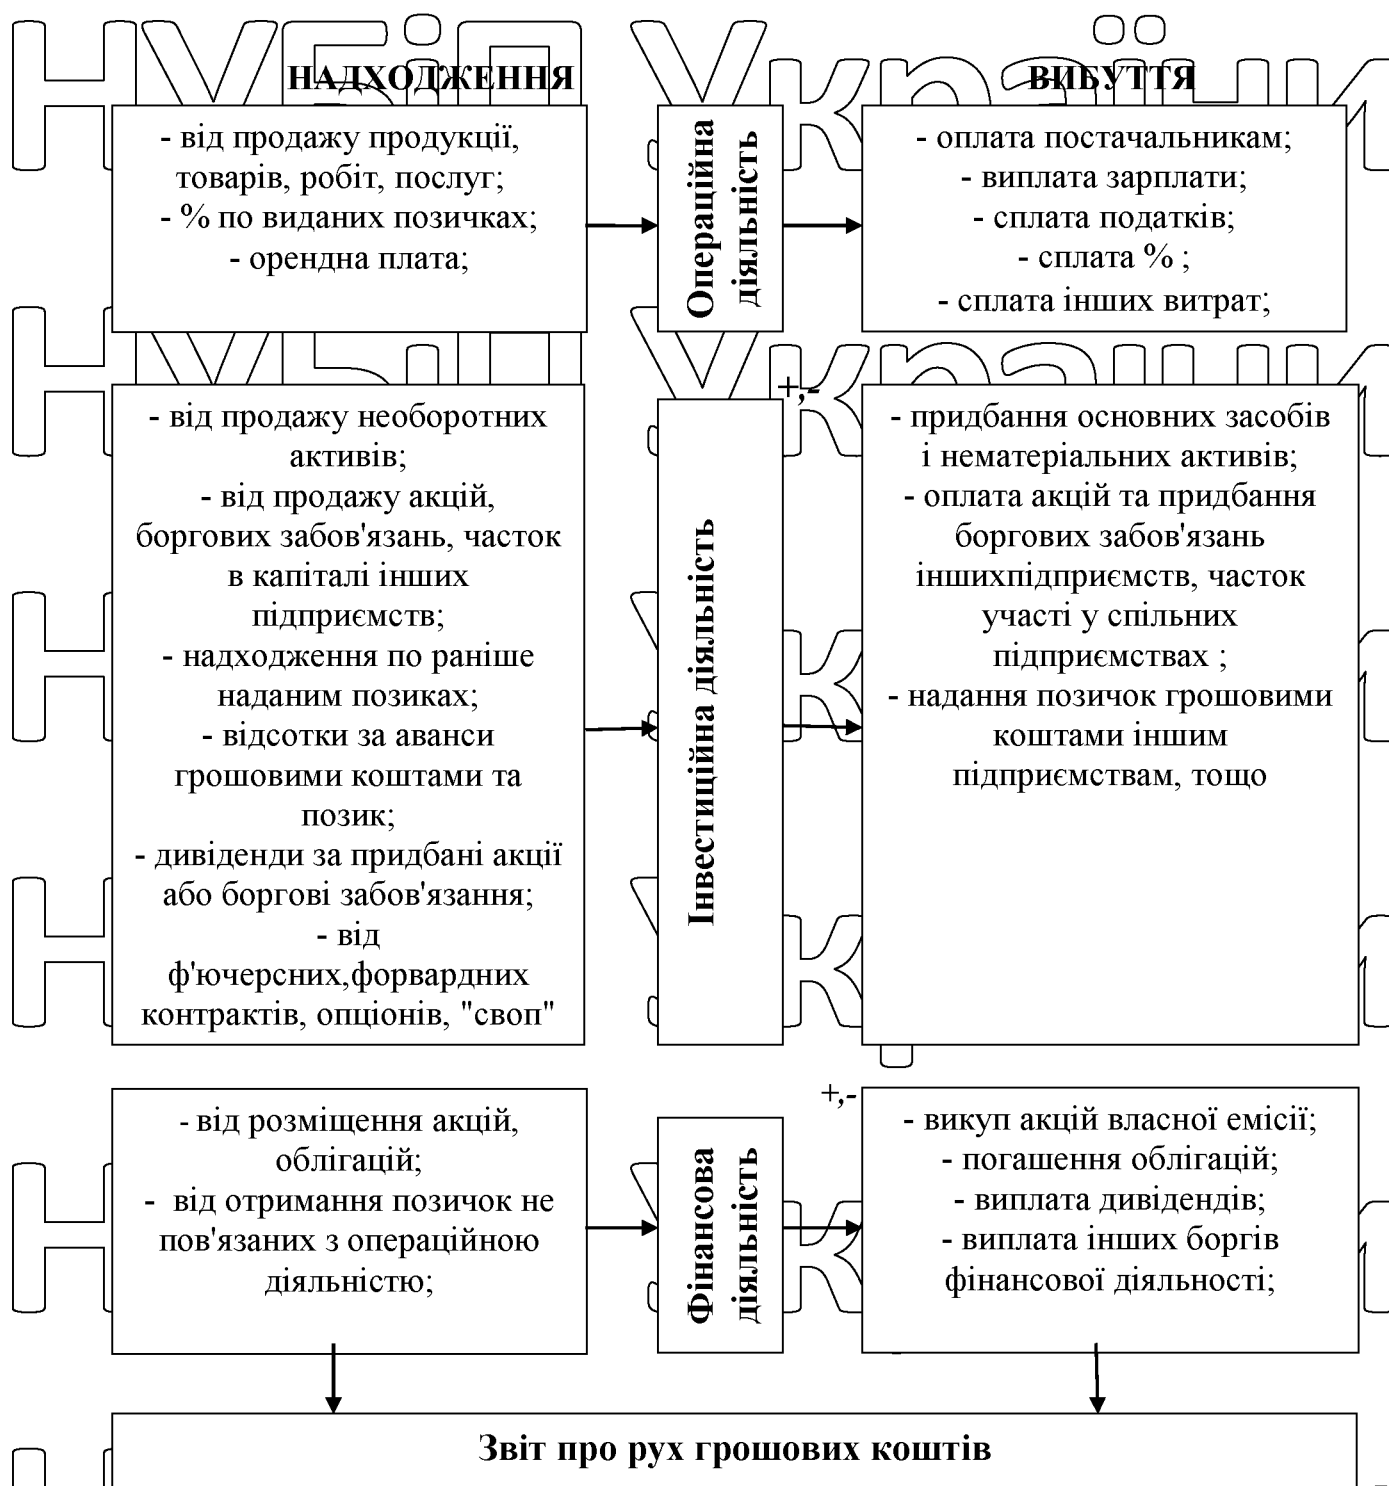 НУБіП України
НАДХОДЖЕННЯ
ВИБУТТЯ
- від продажу продукції,
товарів, робіт, послуг;
- % по виданих позичках;
- орендна плата;
Операційна
діяльність
- оплата постачальникам;
- виплата зарплати;
- сплата податків;
- сплата % ;
- сплата інших витрат;
НУБіП України
+,-
- від продажу необоротних
активів;
- від продажу акцій,
боргових забов'язань, часток
в капіталі інших
підприємств;
- надходження по раніше
наданим позиках;
- відсотки за аванси
грошовими коштами та
позик;
- дивіденди за придбані акції
або боргові забов'язання;
- від
ф'ючерсних,форвардних
контрактів, опціонів, "своп"
Інвестиційна діяльність
- придбання основних засобів
і нематеріальних активів;
- оплата акцій та придбання
боргових забов'язань
іншихпідприємств, часток
участі у спільних
підприємствах ;
- надання позичок грошовими
коштами іншим
підприємствам, тощо
+,-
- від розміщення акцій,
облігацій;
-  від отримання позичок не
пов'язаних з операційною
діяльністю;
Фінансова
діяльність
- викуп акцій власної емісії;
- погашення облігацій;
- виплата дивідендів;
- виплата інших боргів
фінансової діяльності;
Звіт про рух грошових коштів